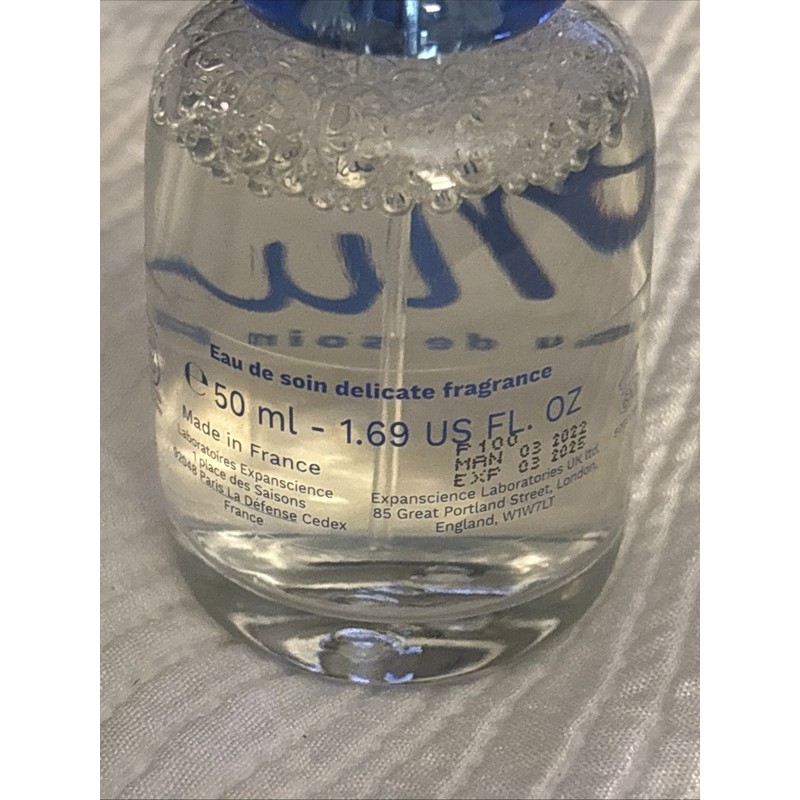 Eau de soin delicate fragrance
℮ 50 ml - 1.69 US FL. OZ
Made in France
Laboratoires Expanscience
1 place des Saisons
92048 Paris La Défense Cedex
France
F100
MAN 03 2022
EXP 03 2025
Expanscience Laboratories UK ltd.
85 Great Portland Street, London,
England, W1W7LT